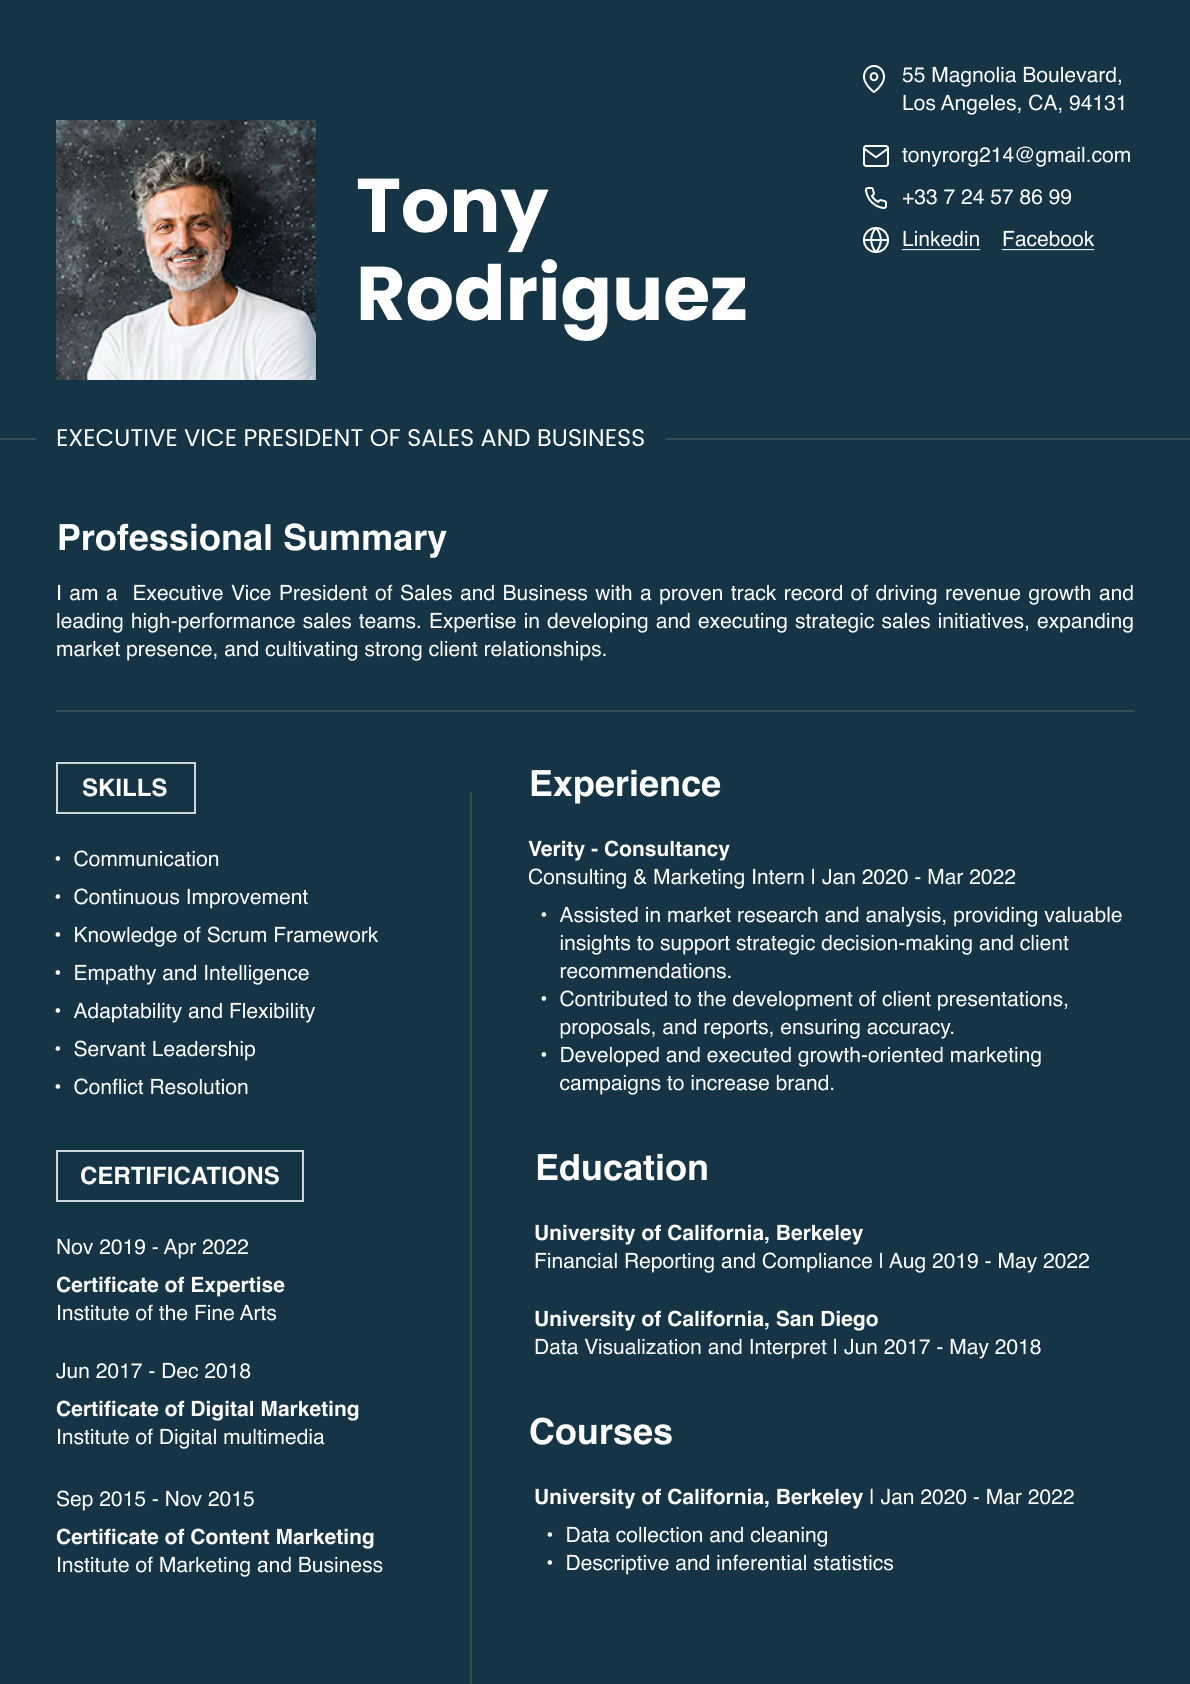 55 Magnolia Boulevard,
Los Angeles, CA, 94131
tonyrorg214@gmail.com
+33 7 24 57 86 99
Linkedin Facebook
Tony
Rodriguez
EXECUTIVE VICE PRESIDENT OF SALES AND BUSINESS
Professional Summary
I am a  Executive Vice President of Sales and Business with a proven track record of driving revenue growth and
leading high-performance sales teams. Expertise in developing and executing strategic sales initiatives, expanding
market presence, and cultivating strong client relationships.
SKILLS
• Communication
• Continuous Improvement
• Knowledge of Scrum Framework
• Empathy and Intelligence
• Adaptability and Flexibility
• Servant Leadership
• Conflict Resolution
CERTIFICATIONS
Nov 2019 - Apr 2022
Certificate of Expertise
Institute of the Fine Arts
Jun 2017 - Dec 2018
Certificate of Digital Marketing
Institute of Digital multimedia
Sep 2015 - Nov 2015
Certificate of Content Marketing
Institute of Marketing and Business
Experience
Verity - Consultancy
Consulting & Marketing Intern | Jan 2020 - Mar 2022
• Assisted in market research and analysis, providing valuable
insights to support strategic decision-making and client
recommendations.
• Contributed to the development of client presentations,
proposals, and reports, ensuring accuracy.
• Developed and executed growth-oriented marketing
campaigns to increase brand.
Education
University of California, Berkeley
Financial Reporting and Compliance | Aug 2019 - May 2022
University of California, San Diego
Data Visualization and Interpret | Jun 2017 - May 2018
Courses
University of California, Berkeley | Jan 2020 - Mar 2022
• Data collection and cleaning
• Descriptive and inferential statistics